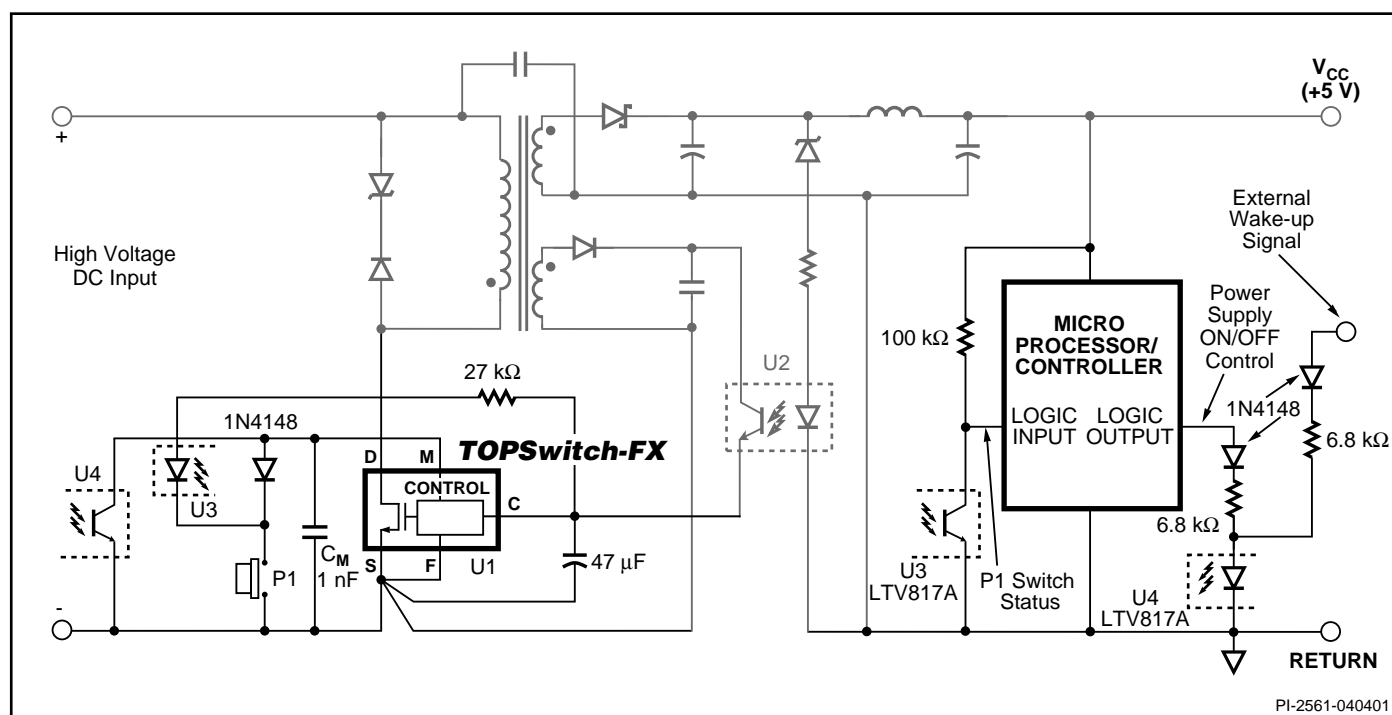 V_CC
(+5 V)
+
High Voltage
DC Input
External
Wake-up
Signal
Power
Supply
ON/OFF
Control
MICRO
PROCESSOR/
CONTROLLER
LOGIC INPUT
LOGIC OUTPUT
100 kΩ
U2
27 kΩ
1N4148
6.8 kΩ
6.8 kΩ
1N4148
TOPSwitch-FX
D
M
CONTROL
C
S
F
U1
U4
U3
P1
C_M
1 nF
47 µF
U3
LTV817A
P1 Switch
Status
U4
LTV817A
-
RETURN
PI-2561-040401